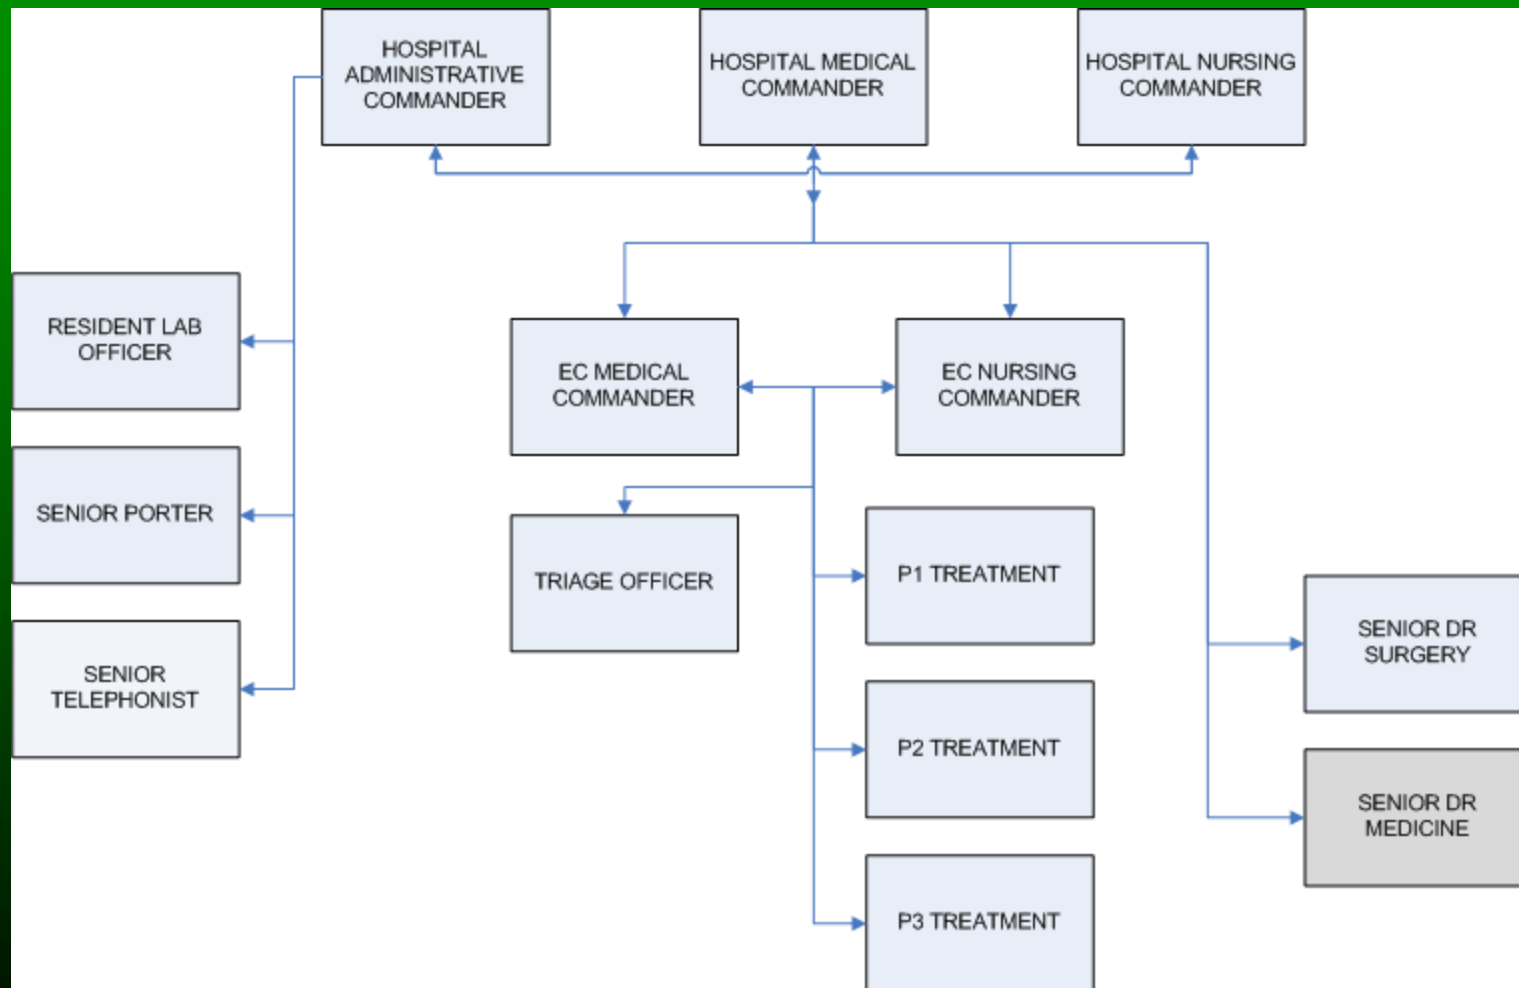 HOSPITAL
ADMINISTRATIVE
COMMANDER
HOSPITAL MEDICAL
COMMANDER
HOSPITAL NURSING
COMMANDER
RESIDENT LAB
OFFICER
EC MEDICAL
COMMANDER
EC NURSING
COMMANDER
SENIOR PORTER
TRIAGE OFFICER
P1 TREATMENT
SENIOR
TELEPHONIST
SENIOR DR
SURGERY
P2 TREATMENT
SENIOR DR
MEDICINE
P3 TREATMENT